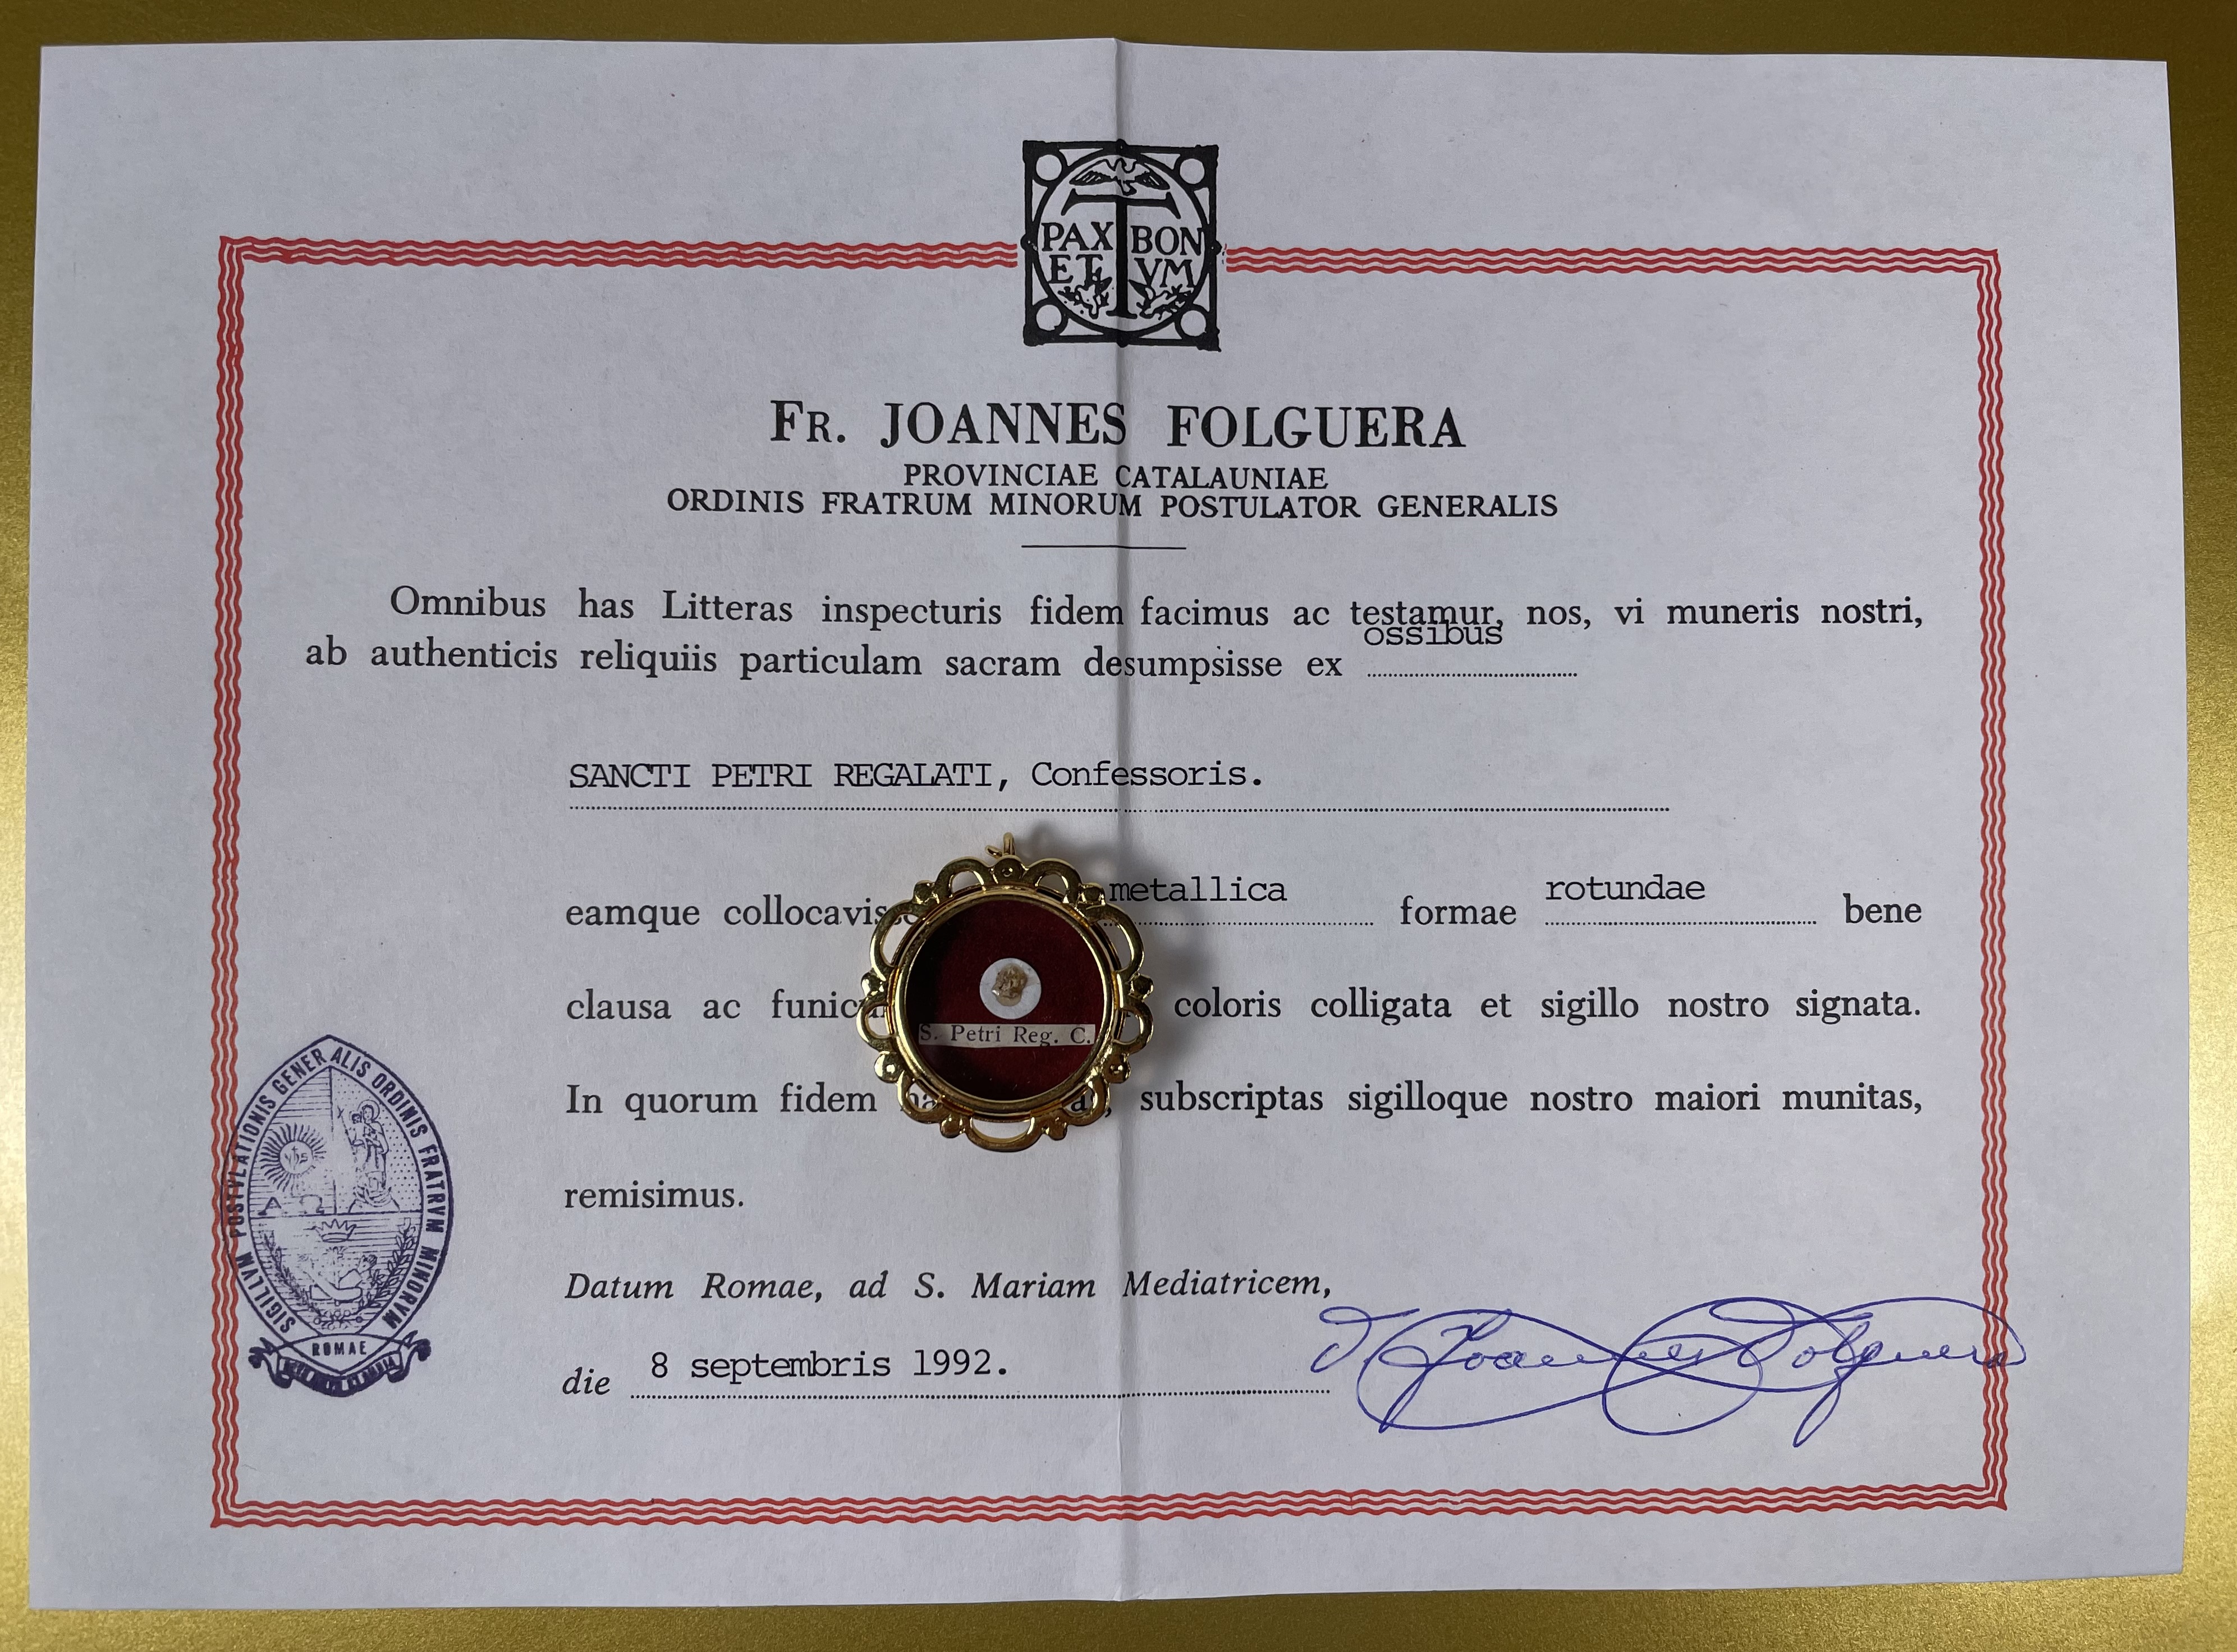 PAX BON
ET VM
FR. JOANNES FOLGUERA
PROVINCIAE CATALAUNIAE
ORDINIS FRATRUM MINORUM POSTULATOR GENERALIS
Omnibus has Litteras inspecturis fidem facimus ac testamur, nos, vi muneris nostri,
ab authenticis reliquiis particulam sacram desumpsisse ex ossibus
SANCTI PETRI REGALATI, Confessoris.
eamque metallica formae rotundae bene
clausa ac coloris colligata et sigillo nostro signata.
S. Petri Reg. C.
In quorum fidem subscriptas sigilloque nostro maiori munitas,
remisimus.
Datum Romae, ad S. Mariam Mediatricem,
die 8 septembris 1992.
Joannes Folguera
SIGILLVM POSTVLATIONIS GENERALIS ORDINIS FRATRVM MINORVM
IHS
A Ω
ROMAE